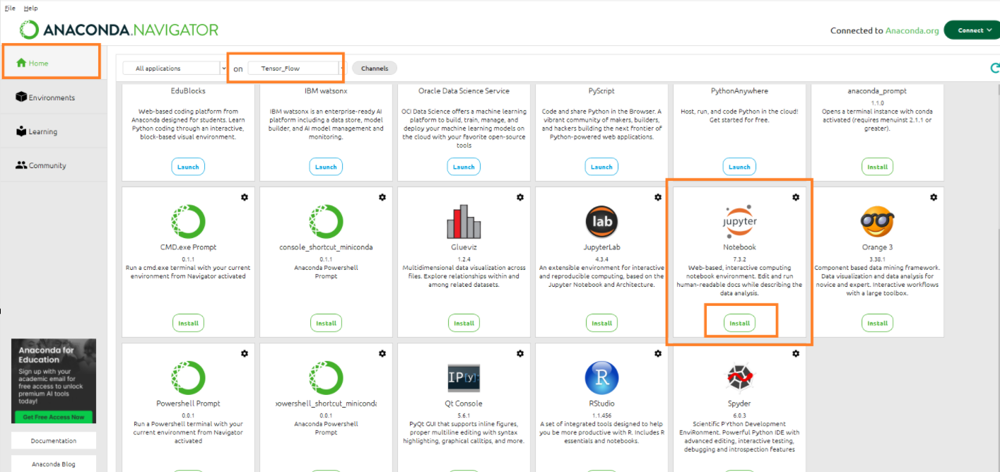 File Help
ANACONDA.NAVIGATOR
Connected to Anaconda.org
Connect
Home
Environments
Learning
Community
All applications
on
Tensor_Flow
Channels
EduBlocks
Web-based coding platform from
Anaconda designed for students. Learn
Python coding through an interactive,
block-based visual environment.
Launch
IBM watsonx
IBM watsonx is an enterprise-ready AI
platform including a data store, model
builder, and AI model management and
monitoring.
Launch
Oracle Data Science Service
OCI Data Science offers a machine learning
platform to build, train, manage, and
deploy your machine learning models on
the cloud with your favorite open-source
tools
Launch
PyScript
Code and share Python in the Browser. A
vibrant community of makers, builders,
and hackers building the next frontier of
Python-powered web applications.
Launch
PythonAnywhere
Host, run, and code Python in the cloud!
Get started for free.
Launch
anaconda_prompt
1.1.0
Opens a terminal instance with conda
activated (requires menuinst 2.1.1 or
greater).
Install
CMD.exe Prompt
0.1.1
Run a cmd.exe terminal with your current
environment from Navigator activated
Install
console_shortcut_miniconda
0.1.1
Anaconda Powershell
Prompt
Install
Glueviz
1.2.4
Multidimensional data visualization across
files. Explore relationships within and
among related datasets.
Install
lab
JupyterLab
4.3.4
An extensible environment for interactive
and reproducible computing, based on the
Jupyter Notebook and Architecture.
Install
jupyter
Notebook
7.3.2
Web-based, interactive computing
notebook environment. Edit and run
human-readable docs while describing the
data analysis.
Install
Orange 3
3.38.1
Component based data mining framework.
Data visualization and data analysis for
novice and expert. Interactive workflows
with a large toolbox.
Install
Powershell Prompt
0.0.1
Run a Powershell terminal with your
current environment from Navigator
activated
powershell_shortcut_miniconda
0.0.1
Anaconda Powershell
Prompt
IP[y]:
Qt Console
5.6.1
PyQt GUI that supports inline figures,
proper multiline editing with syntax
highlighting, graphical calltips, and more.
R
RStudio
1.1.456
A set of integrated tools designed to help
you be more productive with R. Includes R
essentials and notebooks.
Spyder
6.0.3
Scientific PYthon Development
EnviRonment. Powerful Python IDE with
advanced editing, interactive testing,
debugging and introspection features
Anaconda for
Education
Sign up with your
academic email for
free access to unlock
premium AI tools
today!
Get Free Access Now
Documentation
Anaconda Blog